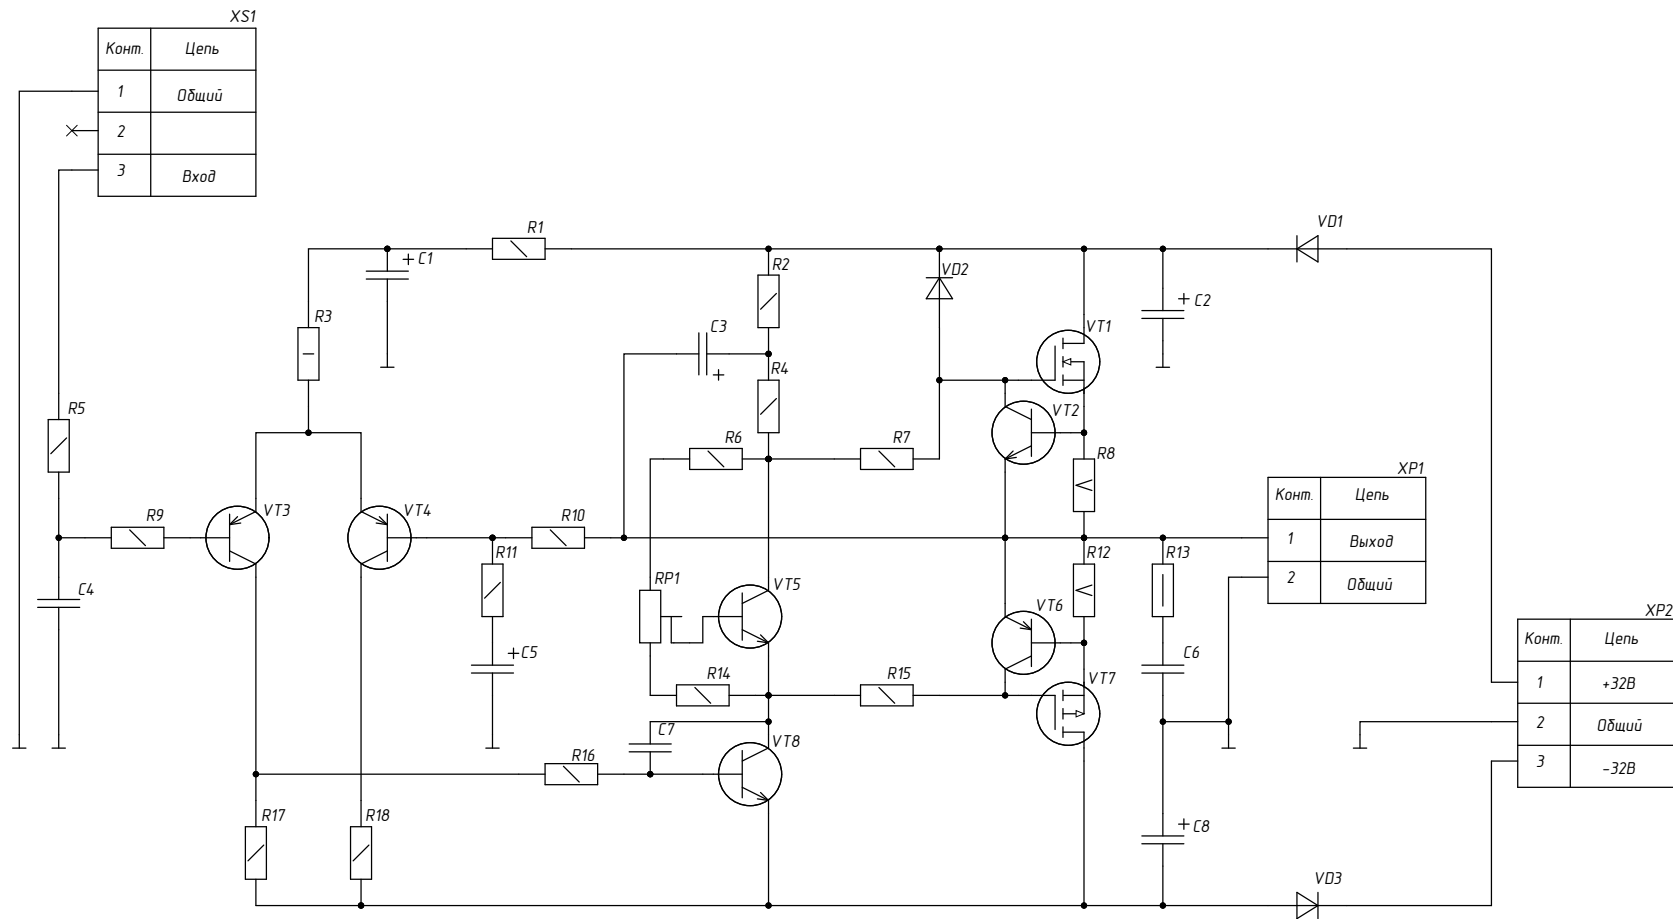 XS1
Конт. Цепь
1 Общий
2
3 Вход
R1
VD1
+ C1
R2
VD2
+ C2
R3
C3
+
VT1
R4
R5
VT2
R6
R7
R8
XP1
Конт. Цепь
1 Выход
2 Общий
R9
VT3
VT4
R10
R11
R12
R13
C4
RP1
VT5
VT6
XP2
Конт. Цепь
1 +32В
2 Общий
3 -32В
+ C5
C6
R14
R15
VT7
C7
VT8
R16
R17
R18
+ C8
VD3